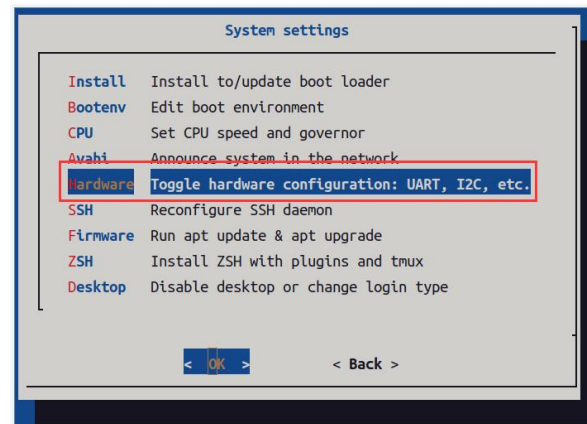 System settings
Install Install to/update boot loader
Bootenv Edit boot environment
CPU Set CPU speed and governor
Avahi Announce system in the network
Hardware Toggle hardware configuration: UART, I2C, etc.
SSH Reconfigure SSH daemon
Firmware Run apt update & apt upgrade
ZSH Install ZSH with plugins and tmux
Desktop Disable desktop or change login type
< OK > < Back >